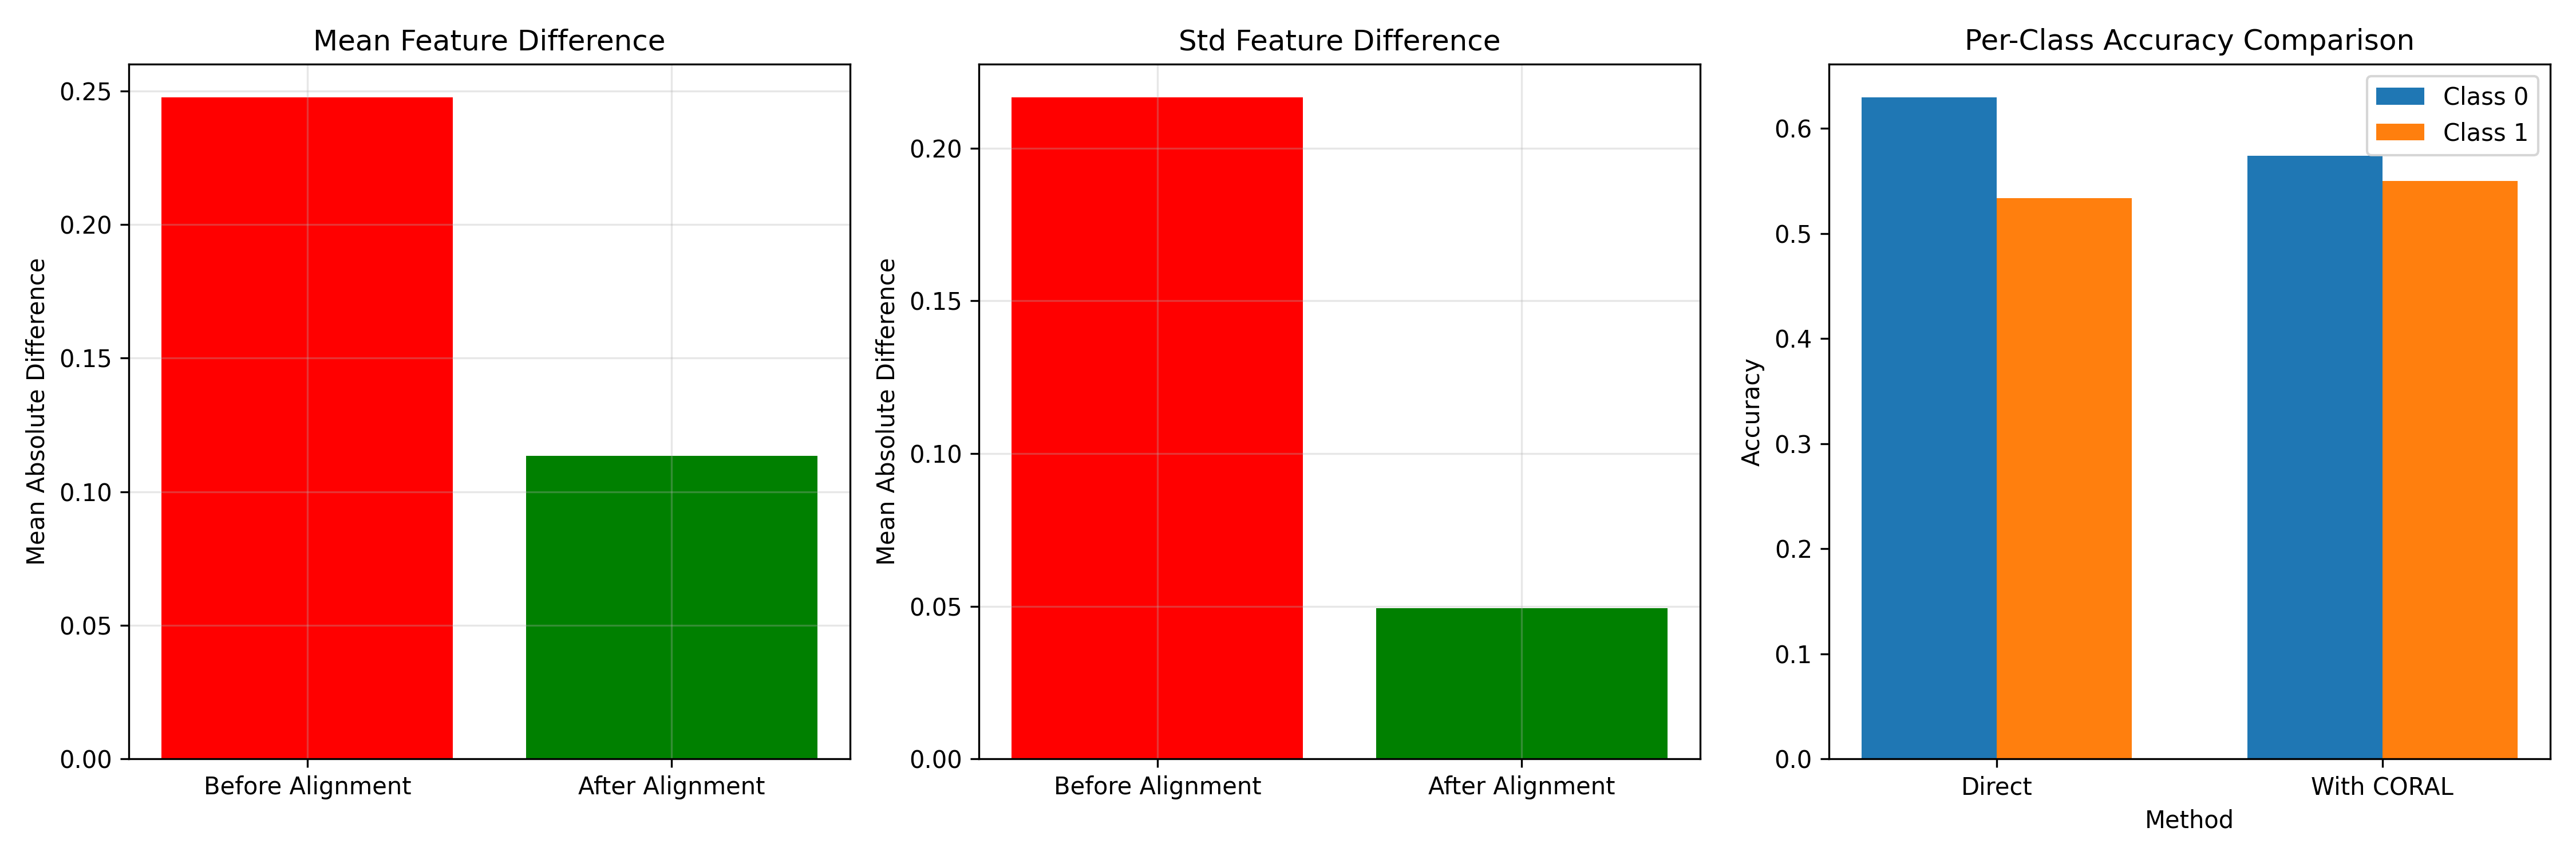 Mean Feature Difference
Mean Absolute Difference
0.25
0.20
0.15
0.10
0.05
0.00
Before Alignment
After Alignment
Std Feature Difference
Mean Absolute Difference
0.20
0.15
0.10
0.05
0.00
Before Alignment
After Alignment
Per-Class Accuracy Comparison
Class 0
Class 1
Accuracy
0.6
0.5
0.4
0.3
0.2
0.1
0.0
Direct
With CORAL
Method